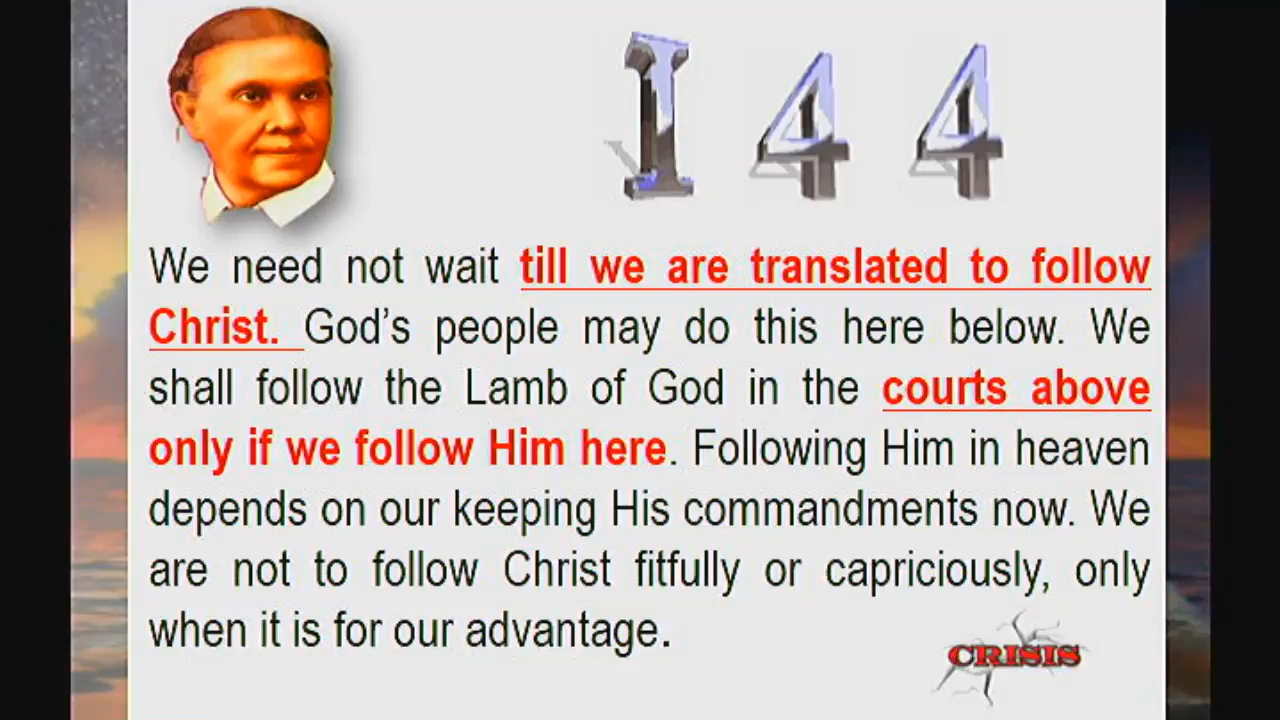 1 4 4
We need not wait till we are translated to follow
Christ. God's people may do this here below. We
shall follow the Lamb of God in the courts above
only if we follow Him here. Following Him in heaven
depends on our keeping His commandments now. We
are not to follow Christ fitfully or capriciously, only
when it is for our advantage.
CRISIS